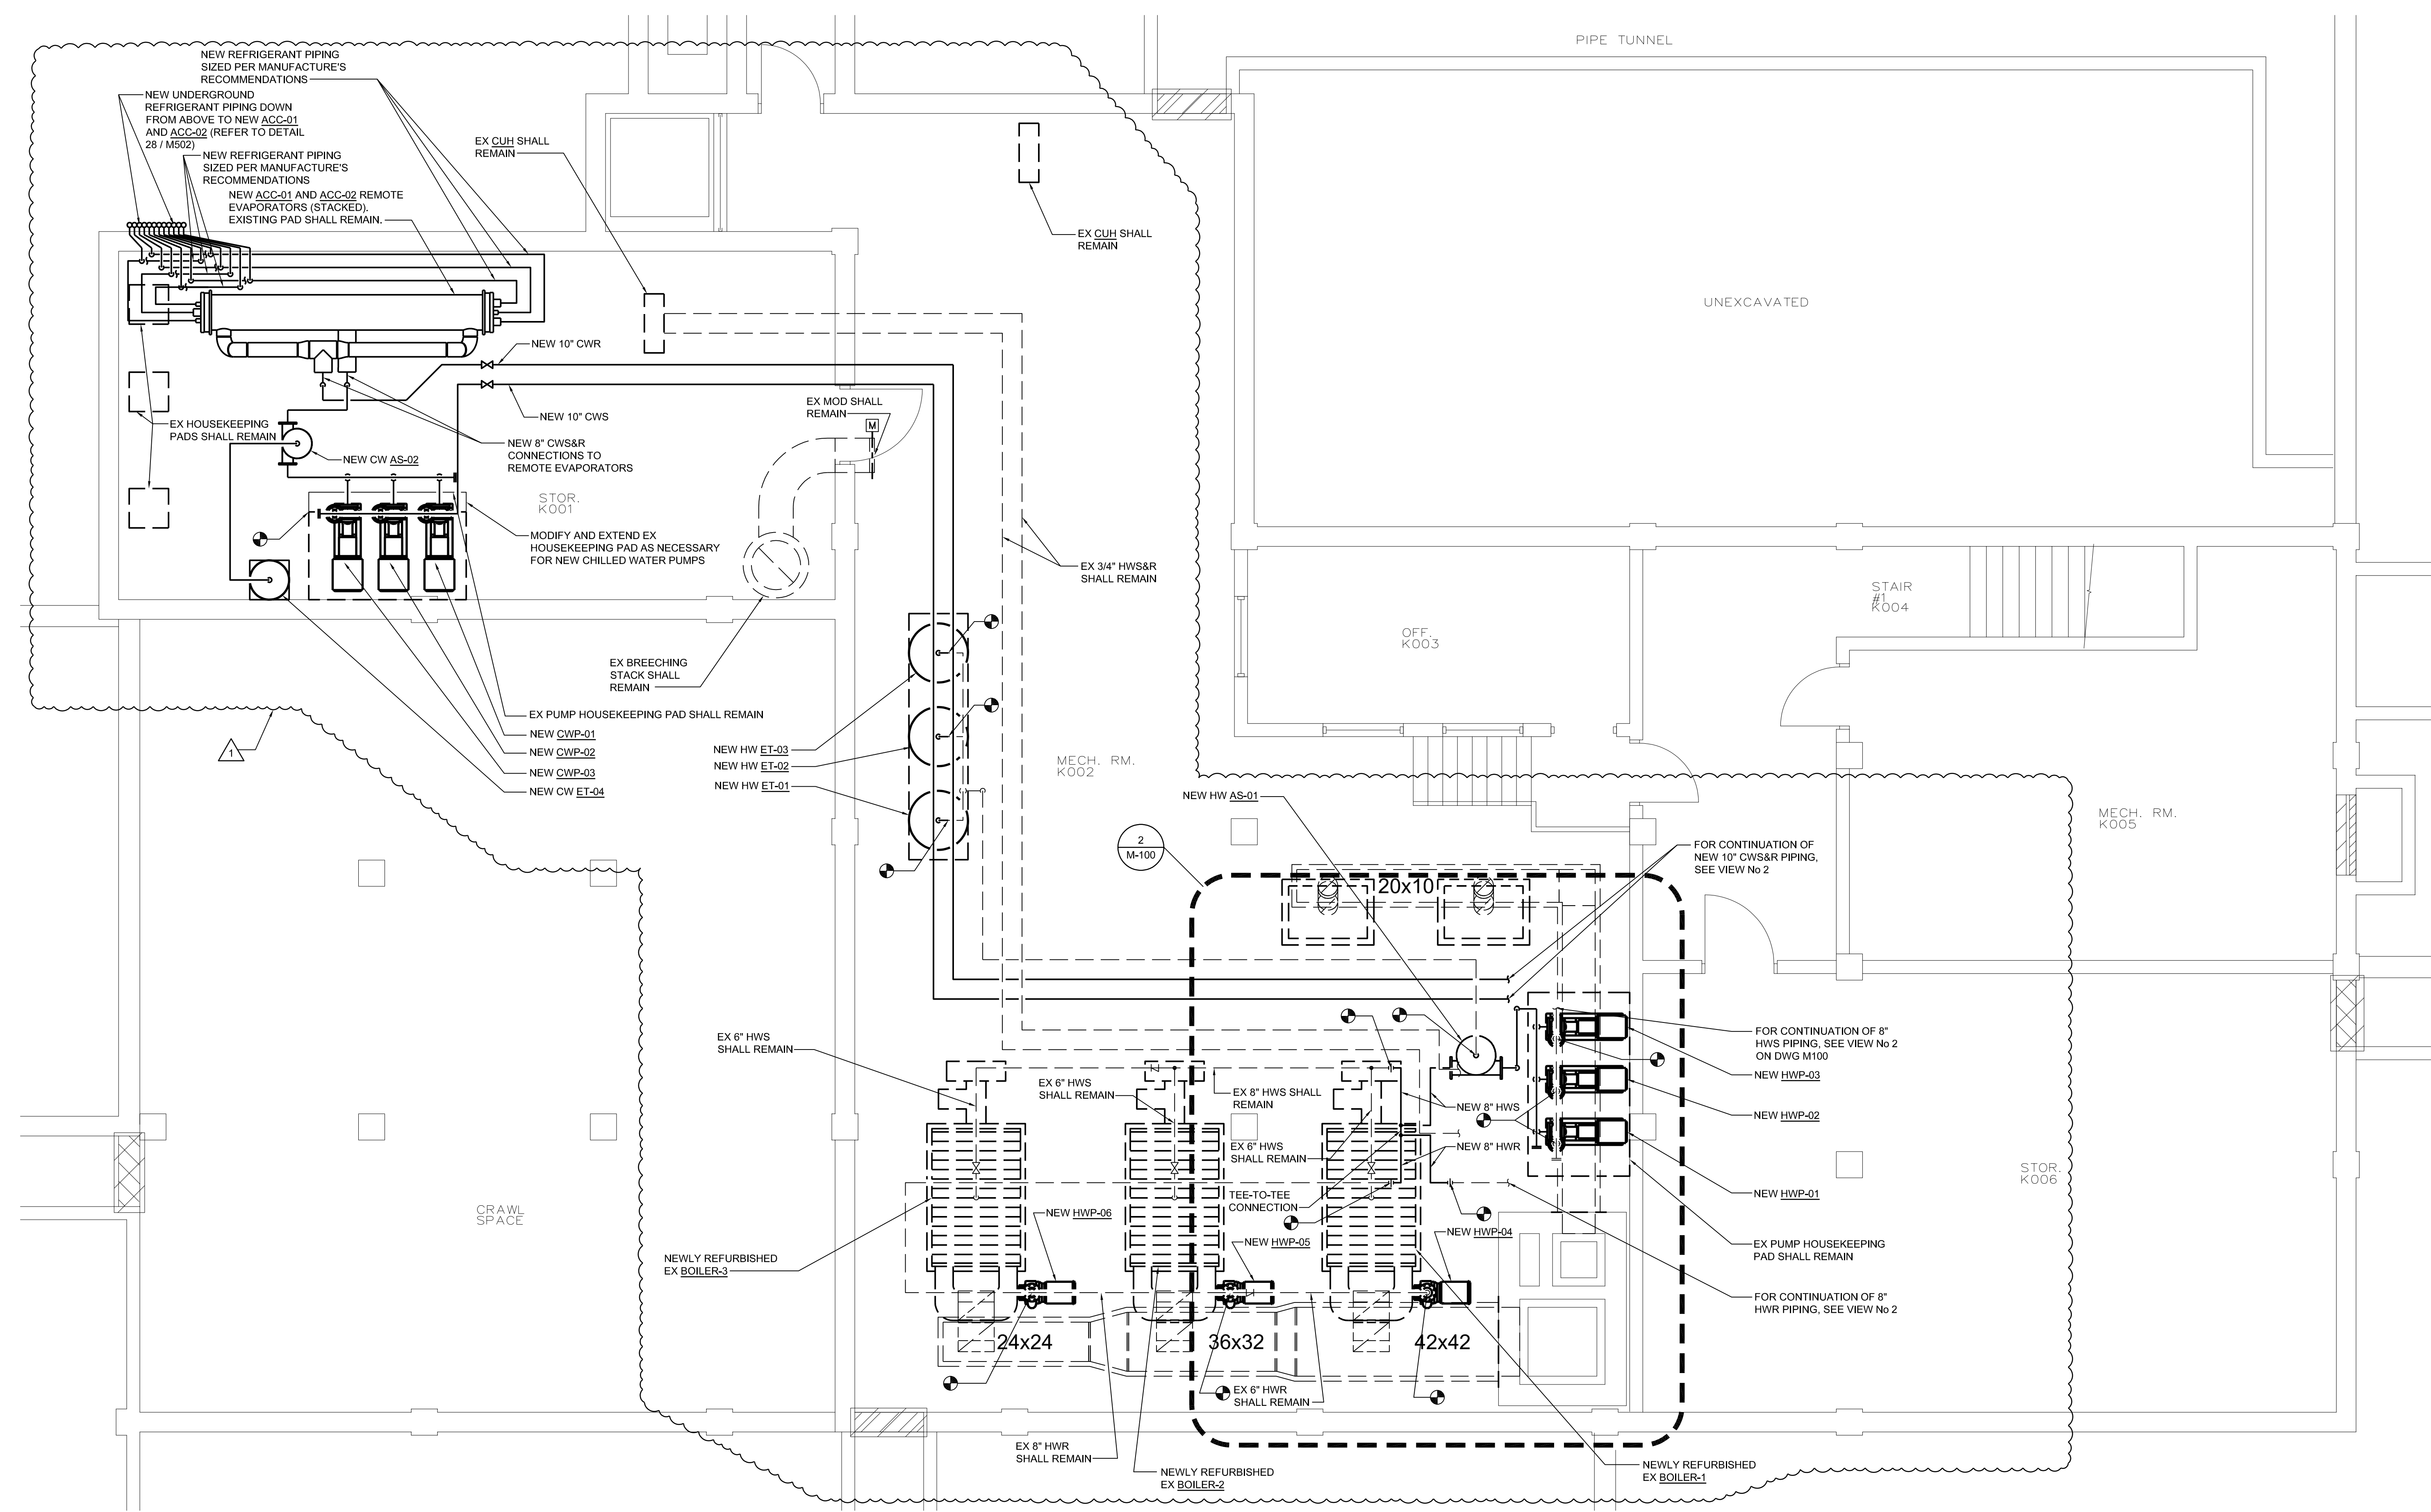 PIPE TUNNEL
NEW REFRIGERANT PIPING
SIZED PER MANUFACTURE'S
RECOMMENDATIONS
NEW UNDERGROUND
REFRIGERANT PIPING DOWN
FROM ABOVE TO NEW ACC-01
AND ACC-02 (REFER TO DETAIL
28 / M502)
NEW REFRIGERANT PIPING
SIZED PER MANUFACTURE'S
RECOMMENDATIONS
NEW ACC-01 AND ACC-02 REMOTE
EVAPORATORS (STACKED).
EXISTING PAD SHALL REMAIN.
EX CUH SHALL
REMAIN
EX CUH SHALL
REMAIN
UNEXCAVATED
NEW 10" CWR
NEW 10" CWS
EX MOD SHALL
REMAIN
M
EX HOUSEKEEPING
PADS SHALL REMAIN
NEW CW AS-02
NEW 8" CWS&R
CONNECTIONS TO
REMOTE EVAPORATORS
STOR.
K001
MODIFY AND EXTEND EX
HOUSEKEEPING PAD AS NECESSARY
FOR NEW CHILLED WATER PUMPS
EX 3/4" HWS&R
SHALL REMAIN
STAIR
#1
K004
OFF.
K003
EX BREECHING
STACK SHALL
REMAIN
EX PUMP HOUSEKEEPING PAD SHALL REMAIN
NEW CWP-01
NEW CWP-02
NEW CWP-03
NEW CW ET-04
1
NEW HW ET-03
NEW HW ET-02
NEW HW ET-01
MECH. RM.
K002
NEW HW AS-01
MECH. RM.
K005
2
M-100
FOR CONTINUATION OF
NEW 10" CWS&R PIPING,
SEE VIEW No 2
20x10
EX 6" HWS
SHALL REMAIN
EX 6" HWS
SHALL REMAIN
EX 8" HWS SHALL
REMAIN
NEW 8" HWS
EX 6" HWS
SHALL REMAIN
NEW 8" HWR
TEE-TO-TEE
CONNECTION
FOR CONTINUATION OF 8"
HWS PIPING, SEE VIEW No 2
ON DWG M100
NEW HWP-03
NEW HWP-02
NEW HWP-01
STOR.
K006
CRAWL
SPACE
NEW HWP-06
NEW HWP-05
NEW HWP-04
EX PUMP HOUSEKEEPING
PAD SHALL REMAIN
NEWLY REFURBISHED
EX BOILER-3
FOR CONTINUATION OF 8"
HWR PIPING, SEE VIEW No 2
24x24
36x32
42x42
EX 6" HWR
SHALL REMAIN
EX 8" HWR
SHALL REMAIN
NEWLY REFURBISHED
EX BOILER-2
NEWLY REFURBISHED
EX BOILER-1